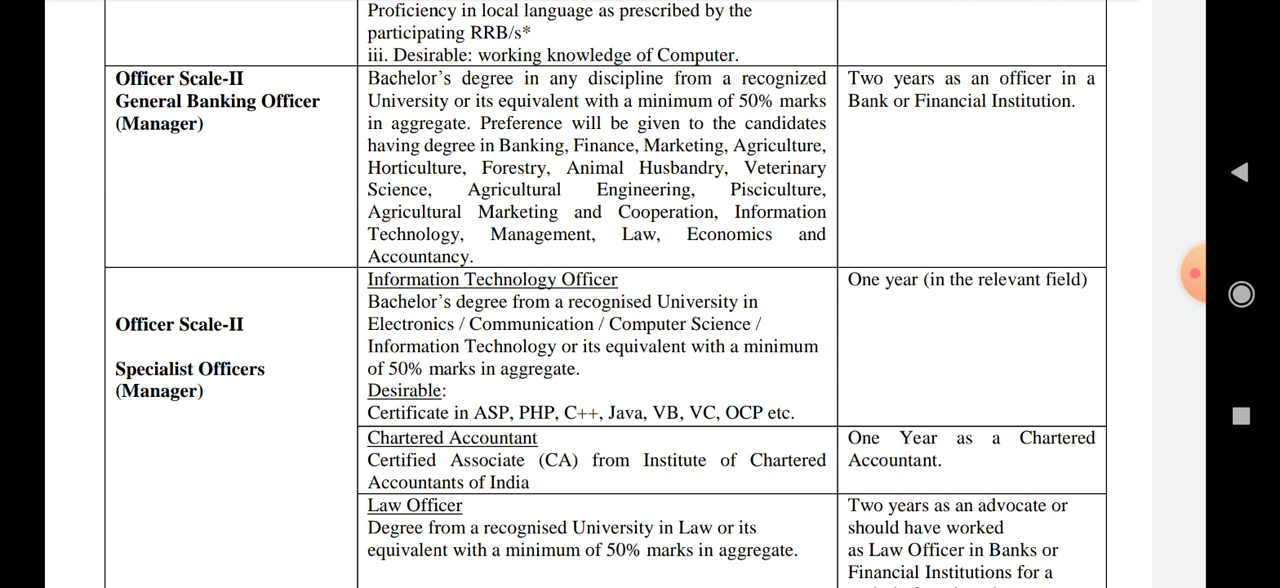 Proficiency in local language as prescribed by the
participating RRB/s*
iii. Desirable: working knowledge of Computer.
Officer Scale-II
General Banking Officer
(Manager)
Bachelor's degree in any discipline from a recognized
University or its equivalent with a minimum of 50% marks
in aggregate. Preference will be given to the candidates
having degree in Banking, Finance, Marketing, Agriculture,
Horticulture, Forestry, Animal Husbandry, Veterinary
Science, Agricultural Engineering, Pisciculture,
Agricultural Marketing and Cooperation, Information
Technology, Management, Law, Economics and
Accountancy.
Two years as an officer in a
Bank or Financial Institution.
Officer Scale-II
Specialist Officers
(Manager)
Information Technology Officer
Bachelor's degree from a recognised University in
Electronics / Communication / Computer Science /
Information Technology or its equivalent with a minimum
of 50% marks in aggregate.
Desirable:
Certificate in ASP, PHP, C++, Java, VB, VC, OCP etc.
One year (in the relevant field)
Chartered Accountant
Certified Associate (CA) from Institute of Chartered
Accountants of India
One Year as a Chartered
Accountant.
Law Officer
Degree from a recognised University in Law or its
equivalent with a minimum of 50% marks in aggregate.
Two years as an advocate or
should have worked
as Law Officer in Banks or
Financial Institutions for a